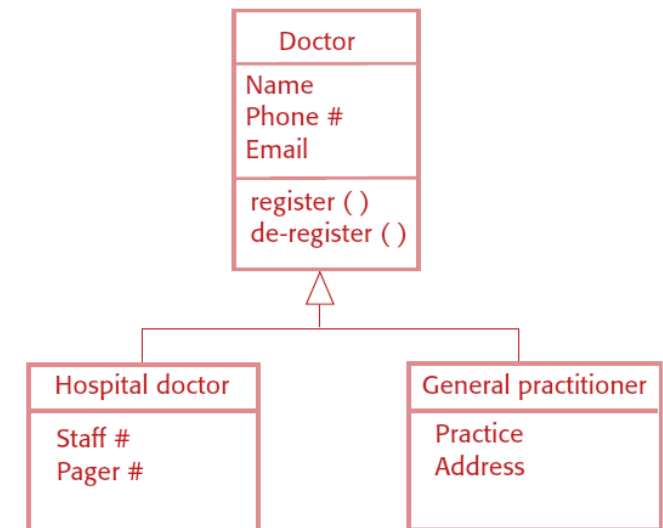 Doctor
Name
Phone #
Email
register ( )
de-register ( )
Hospital doctor
Staff #
Pager #
General practitioner
Practice
Address